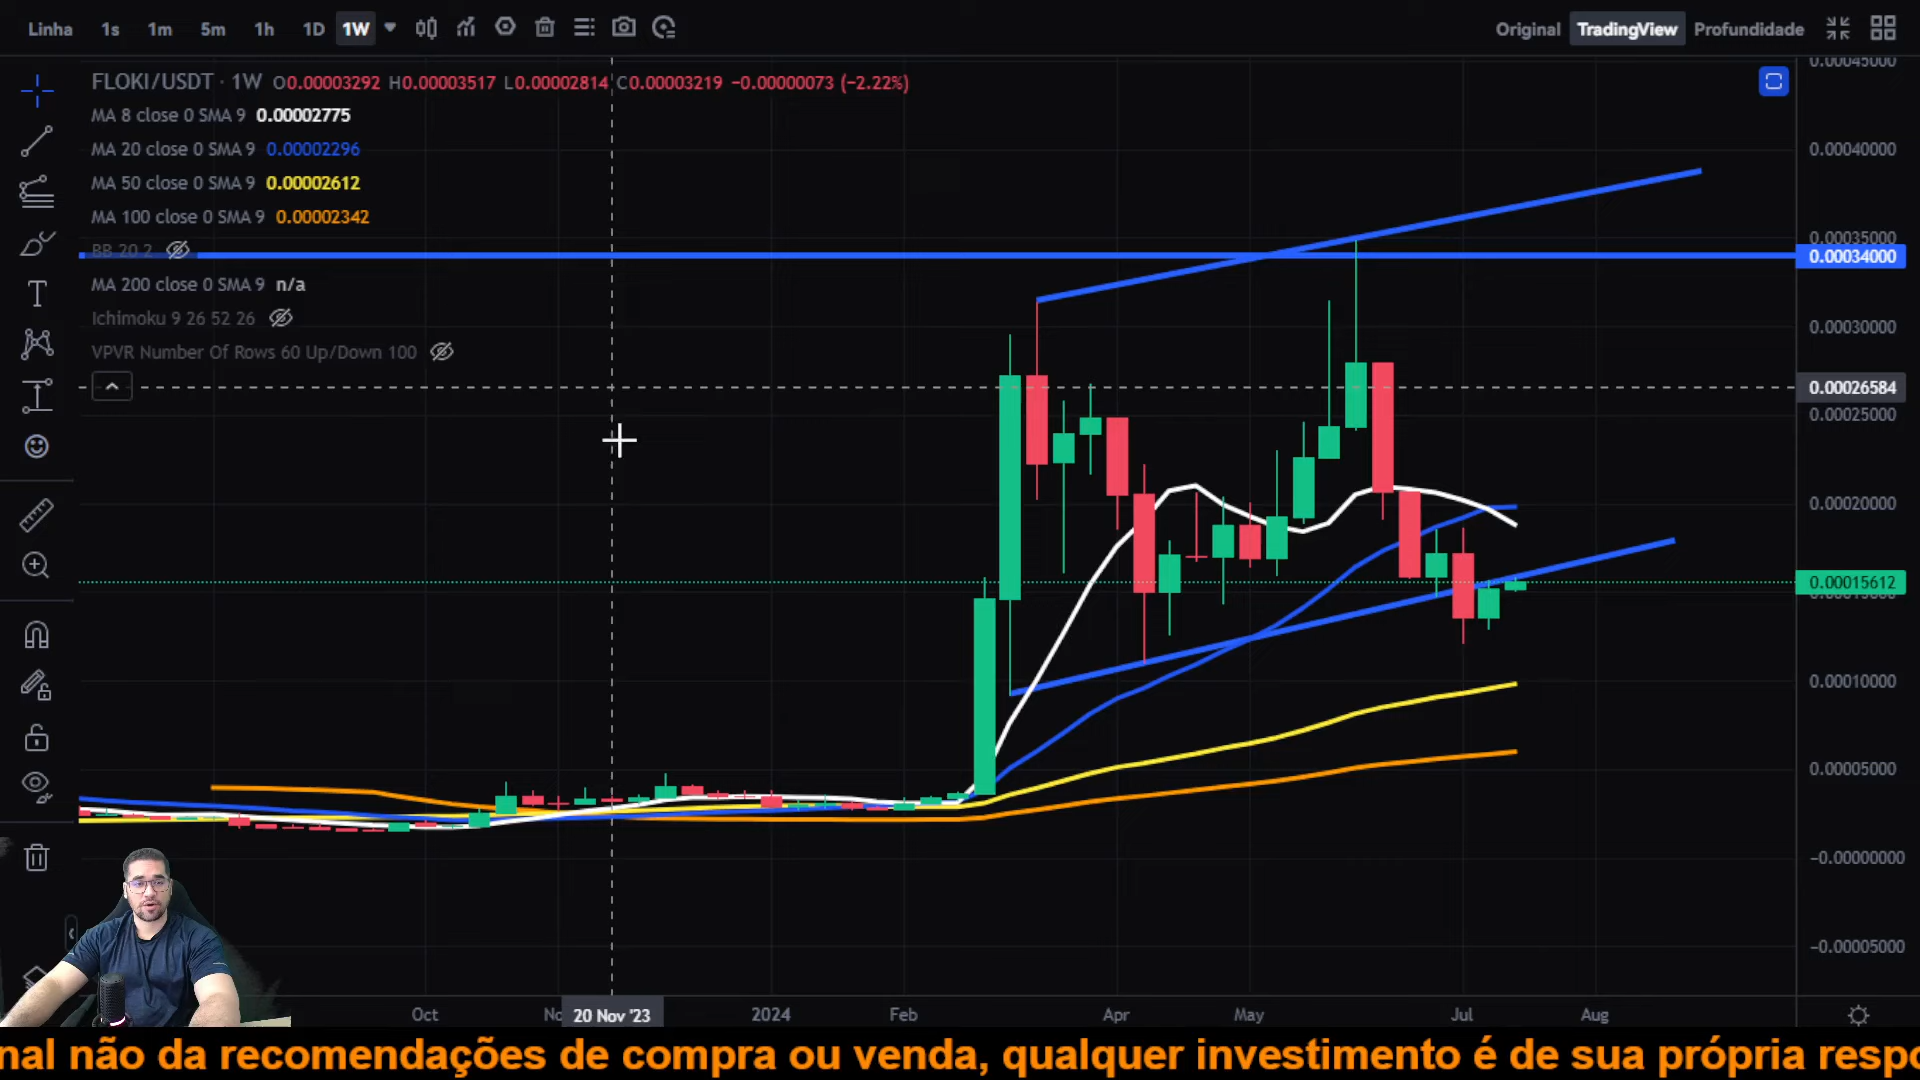 Linha 1s 1m 5m 1h 1D 1W Original TradingView Profundidade
FLOKI/USDT · 1W O0.00003292 H0.00003517 L0.00002814 C0.00003219 −0.00000073 (−2.22%)
MA 8 close 0 SMA 9 0.00002775
MA 20 close 0 SMA 9 0.00002296
MA 50 close 0 SMA 9 0.00002612
MA 100 close 0 SMA 9 0.00002342
BB 20 2
MA 200 close 0 SMA 9 n/a
Ichimoku 9 26 52 26
VPVR Number Of Rows 60 Up/Down 100
0.00045000
0.00040000
0.00035000
0.00034000
0.00030000
0.00026584
0.00025000
0.00020000
0.00015612
0.00010000
0.00005000
−0.00000000
−0.00005000
Oct 20 Nov '23 2024 Feb Apr May Jul Aug
nal não da recomendações de compra ou venda, qualquer investimento é de sua própria respo